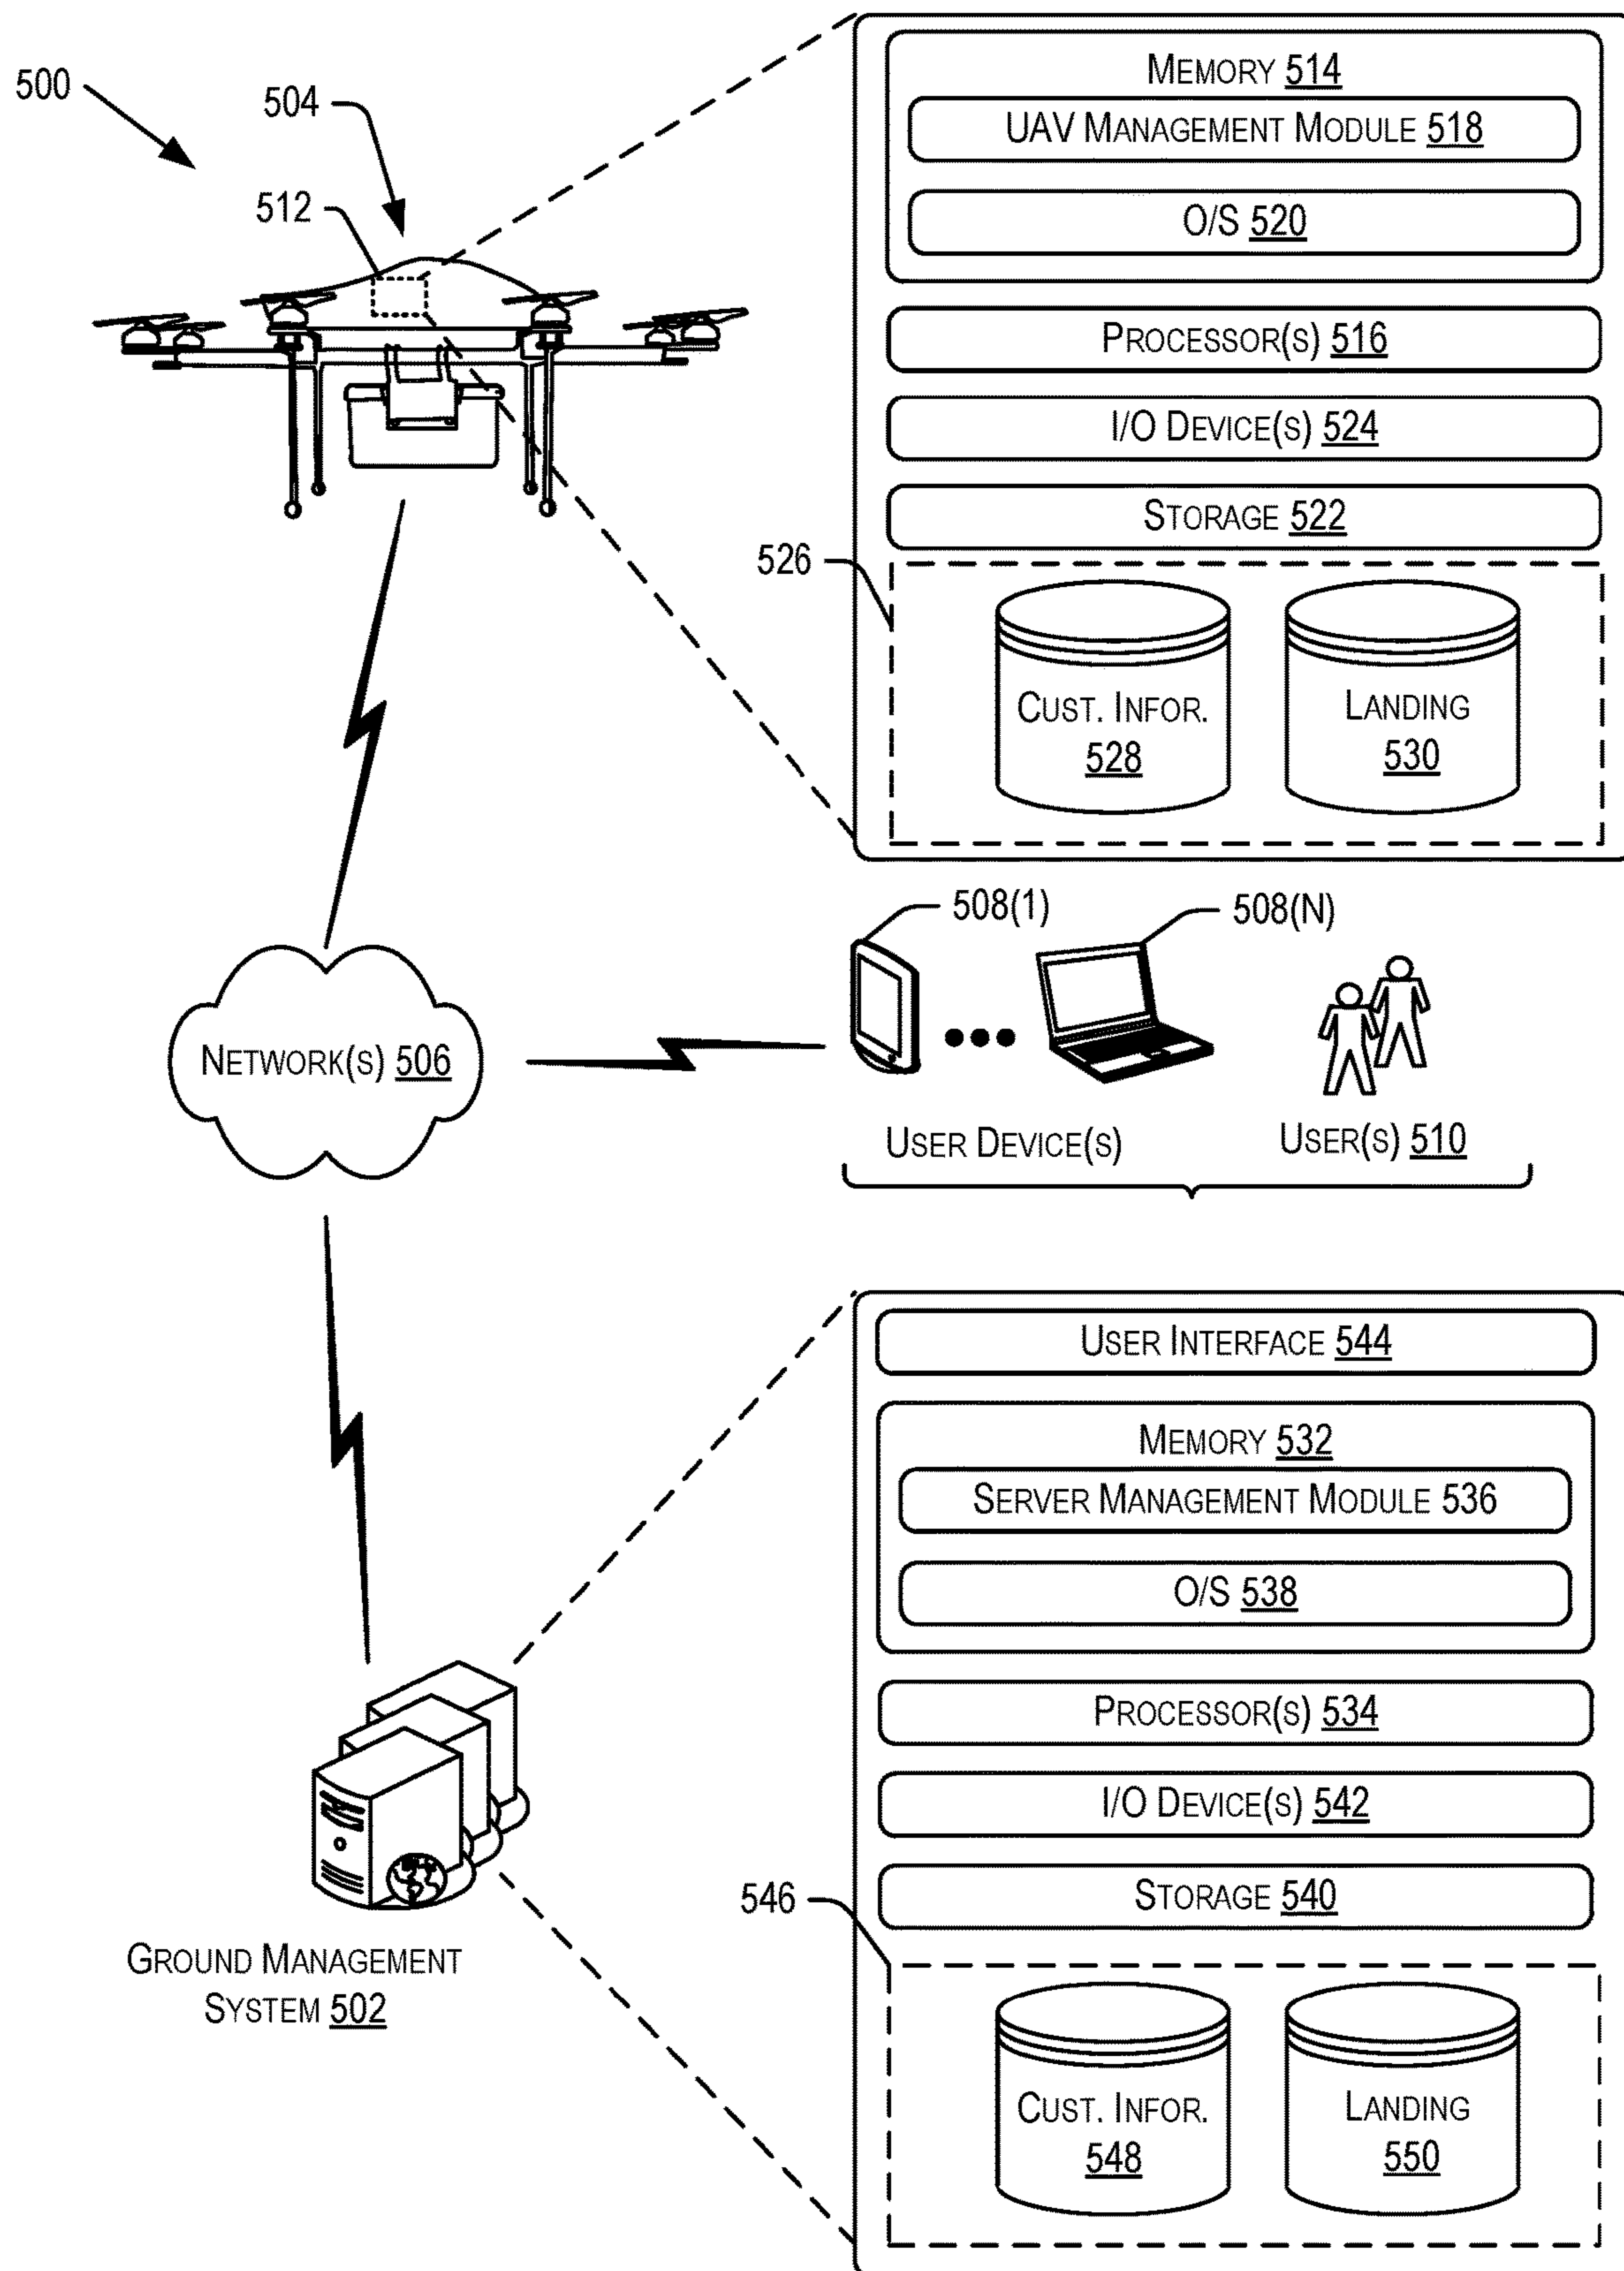 500
504
512
MEMORY 514
UAV MANAGEMENT MODULE 518
O/S 520
PROCESSOR(S) 516
I/O DEVICE(S) 524
STORAGE 522
526
CUST. INFOR.
528
LANDING
530
508(1)
508(N)
NETWORK(S) 506
USER DEVICE(S)
USER(S) 510
USER INTERFACE 544
MEMORY 532
SERVER MANAGEMENT MODULE 536
O/S 538
PROCESSOR(S) 534
I/O DEVICE(S) 542
STORAGE 540
546
GROUND MANAGEMENT
SYSTEM 502
CUST. INFOR.
548
LANDING
550